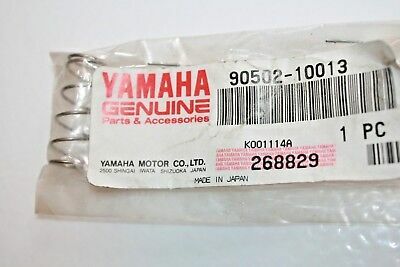 YAMAHA
GENUINE
Parts & Accessories
90502-10013
K001114A
1 PC
YAMAHA MOTOR CO., LTD.
2500 SHINGAI IWATA SHIZUOKA JAPAN
268829
MADE IN JAPAN